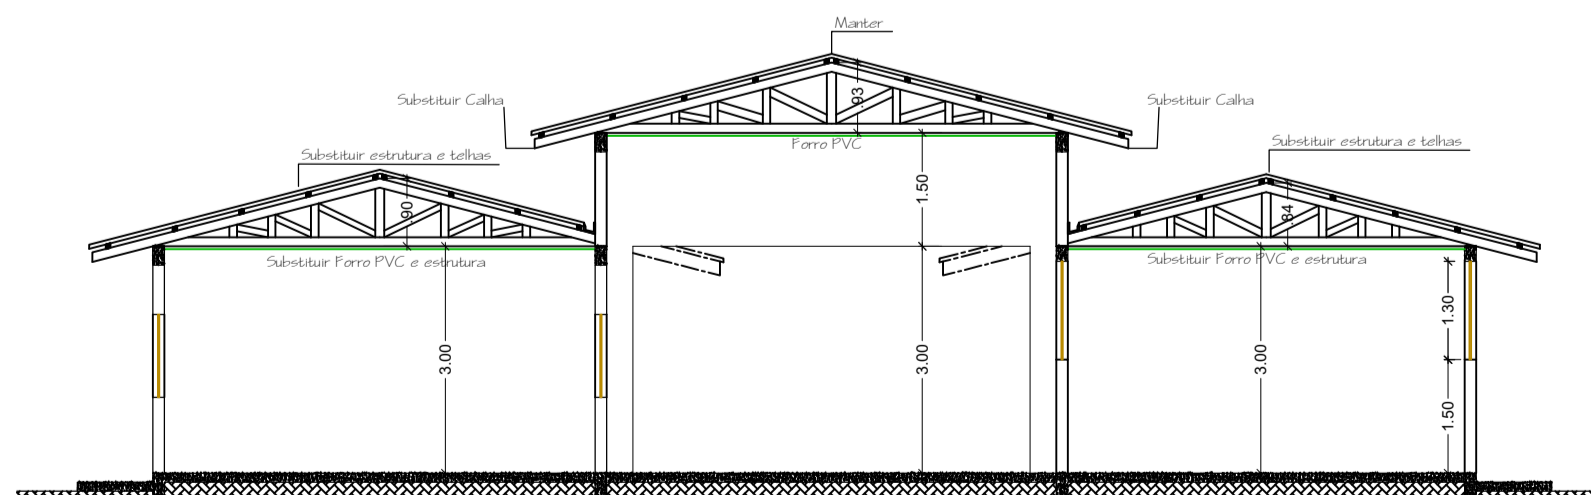 Manter
Substituir Calha
Substituir Calha
.93
Forro PVC
Substituir estrutura e telhas
Substituir estrutura e telhas
1.50
.90
.84
Substituir Forro PVC e estrutura
Substituir Forro PVC e estrutura
1.30
3.00
3.00
3.00
1.50